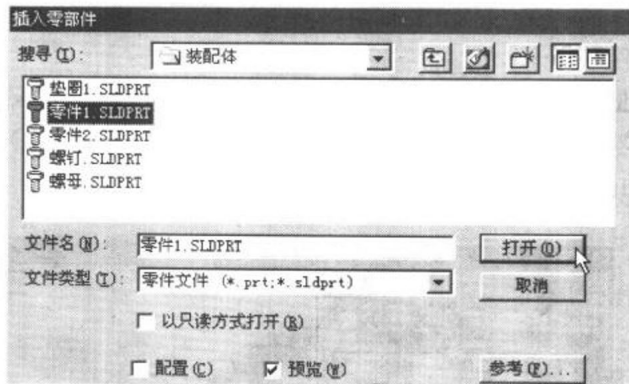 插入零部件
搜寻(I): 装配体
垫圈1.SLDPRT
零件1.SLDPRT
零件2.SLDPRT
螺钉.SLDPRT
螺母.SLDPRT
文件名(N): 零件1.SLDPRT 打开(O)
文件类型(T): 零件文件 (*.prt;*.sldprt) 取消
以只读方式打开(R)
配置(C) 预览(W) 参考(F)...